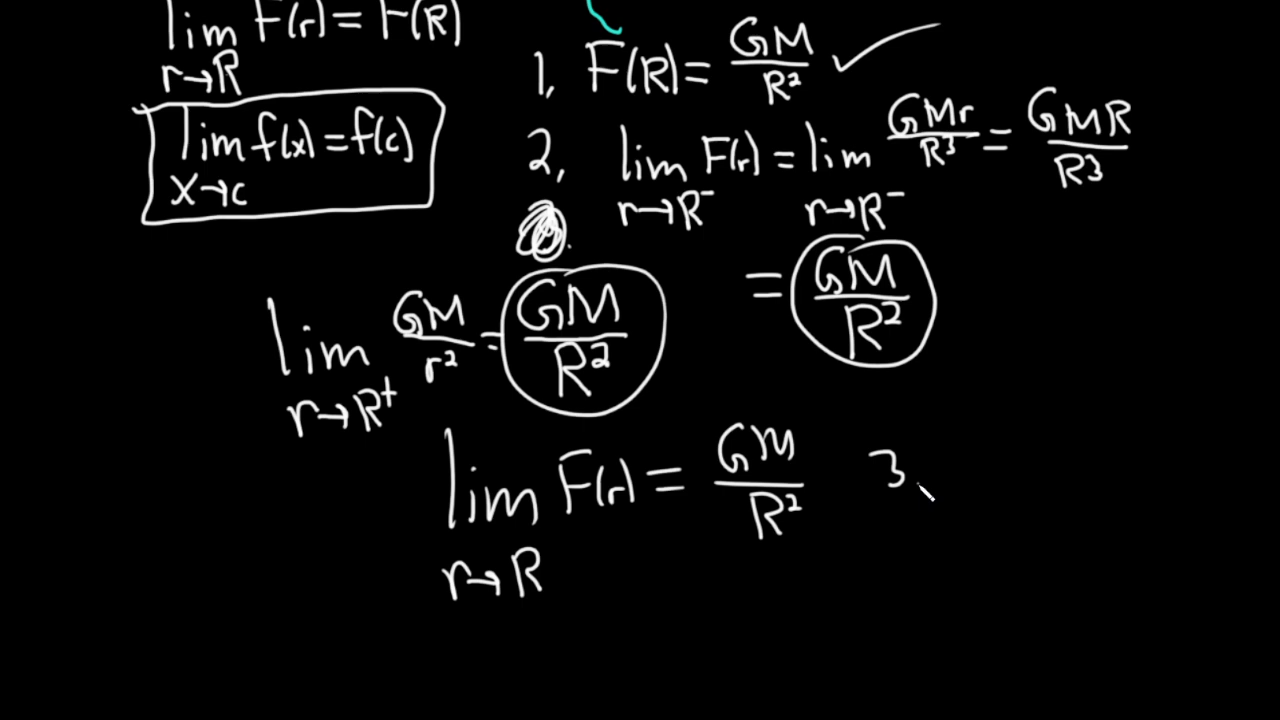 lim F(r) = F(R)
r→R
lim f(x) = f(c)
x→c
1, F(R) = GM/R² ✓
2, lim F(r) = lim GMr/R³ = GMR/R³
r→R⁻ r→R⁻
= GM/R²
lim GM/r² = GM/R²
r→R⁺
lim F(r) = GM/R² 3
r→R